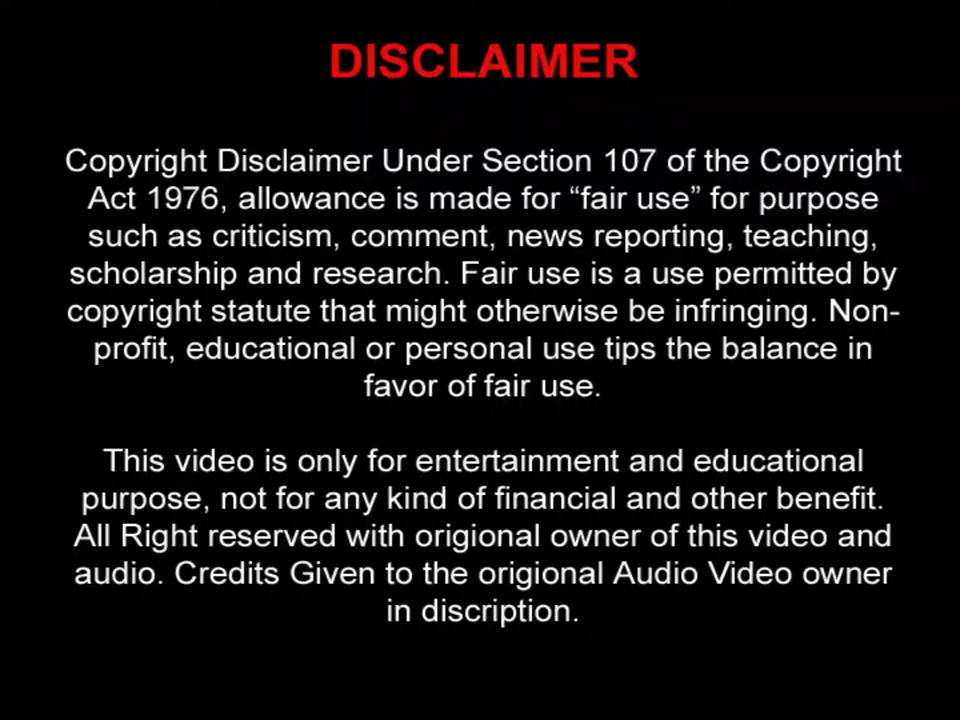 DISCLAIMER
Copyright Disclaimer Under Section 107 of the Copyright
Act 1976, allowance is made for “fair use” for purpose
such as criticism, comment, news reporting, teaching,
scholarship and research. Fair use is a use permitted by
copyright statute that might otherwise be infringing. Non-
profit, educational or personal use tips the balance in
favor of fair use.
This video is only for entertainment and educational
purpose, not for any kind of financial and other benefit.
All Right reserved with origional owner of this video and
audio. Credits Given to the origional Audio Video owner
in discription.